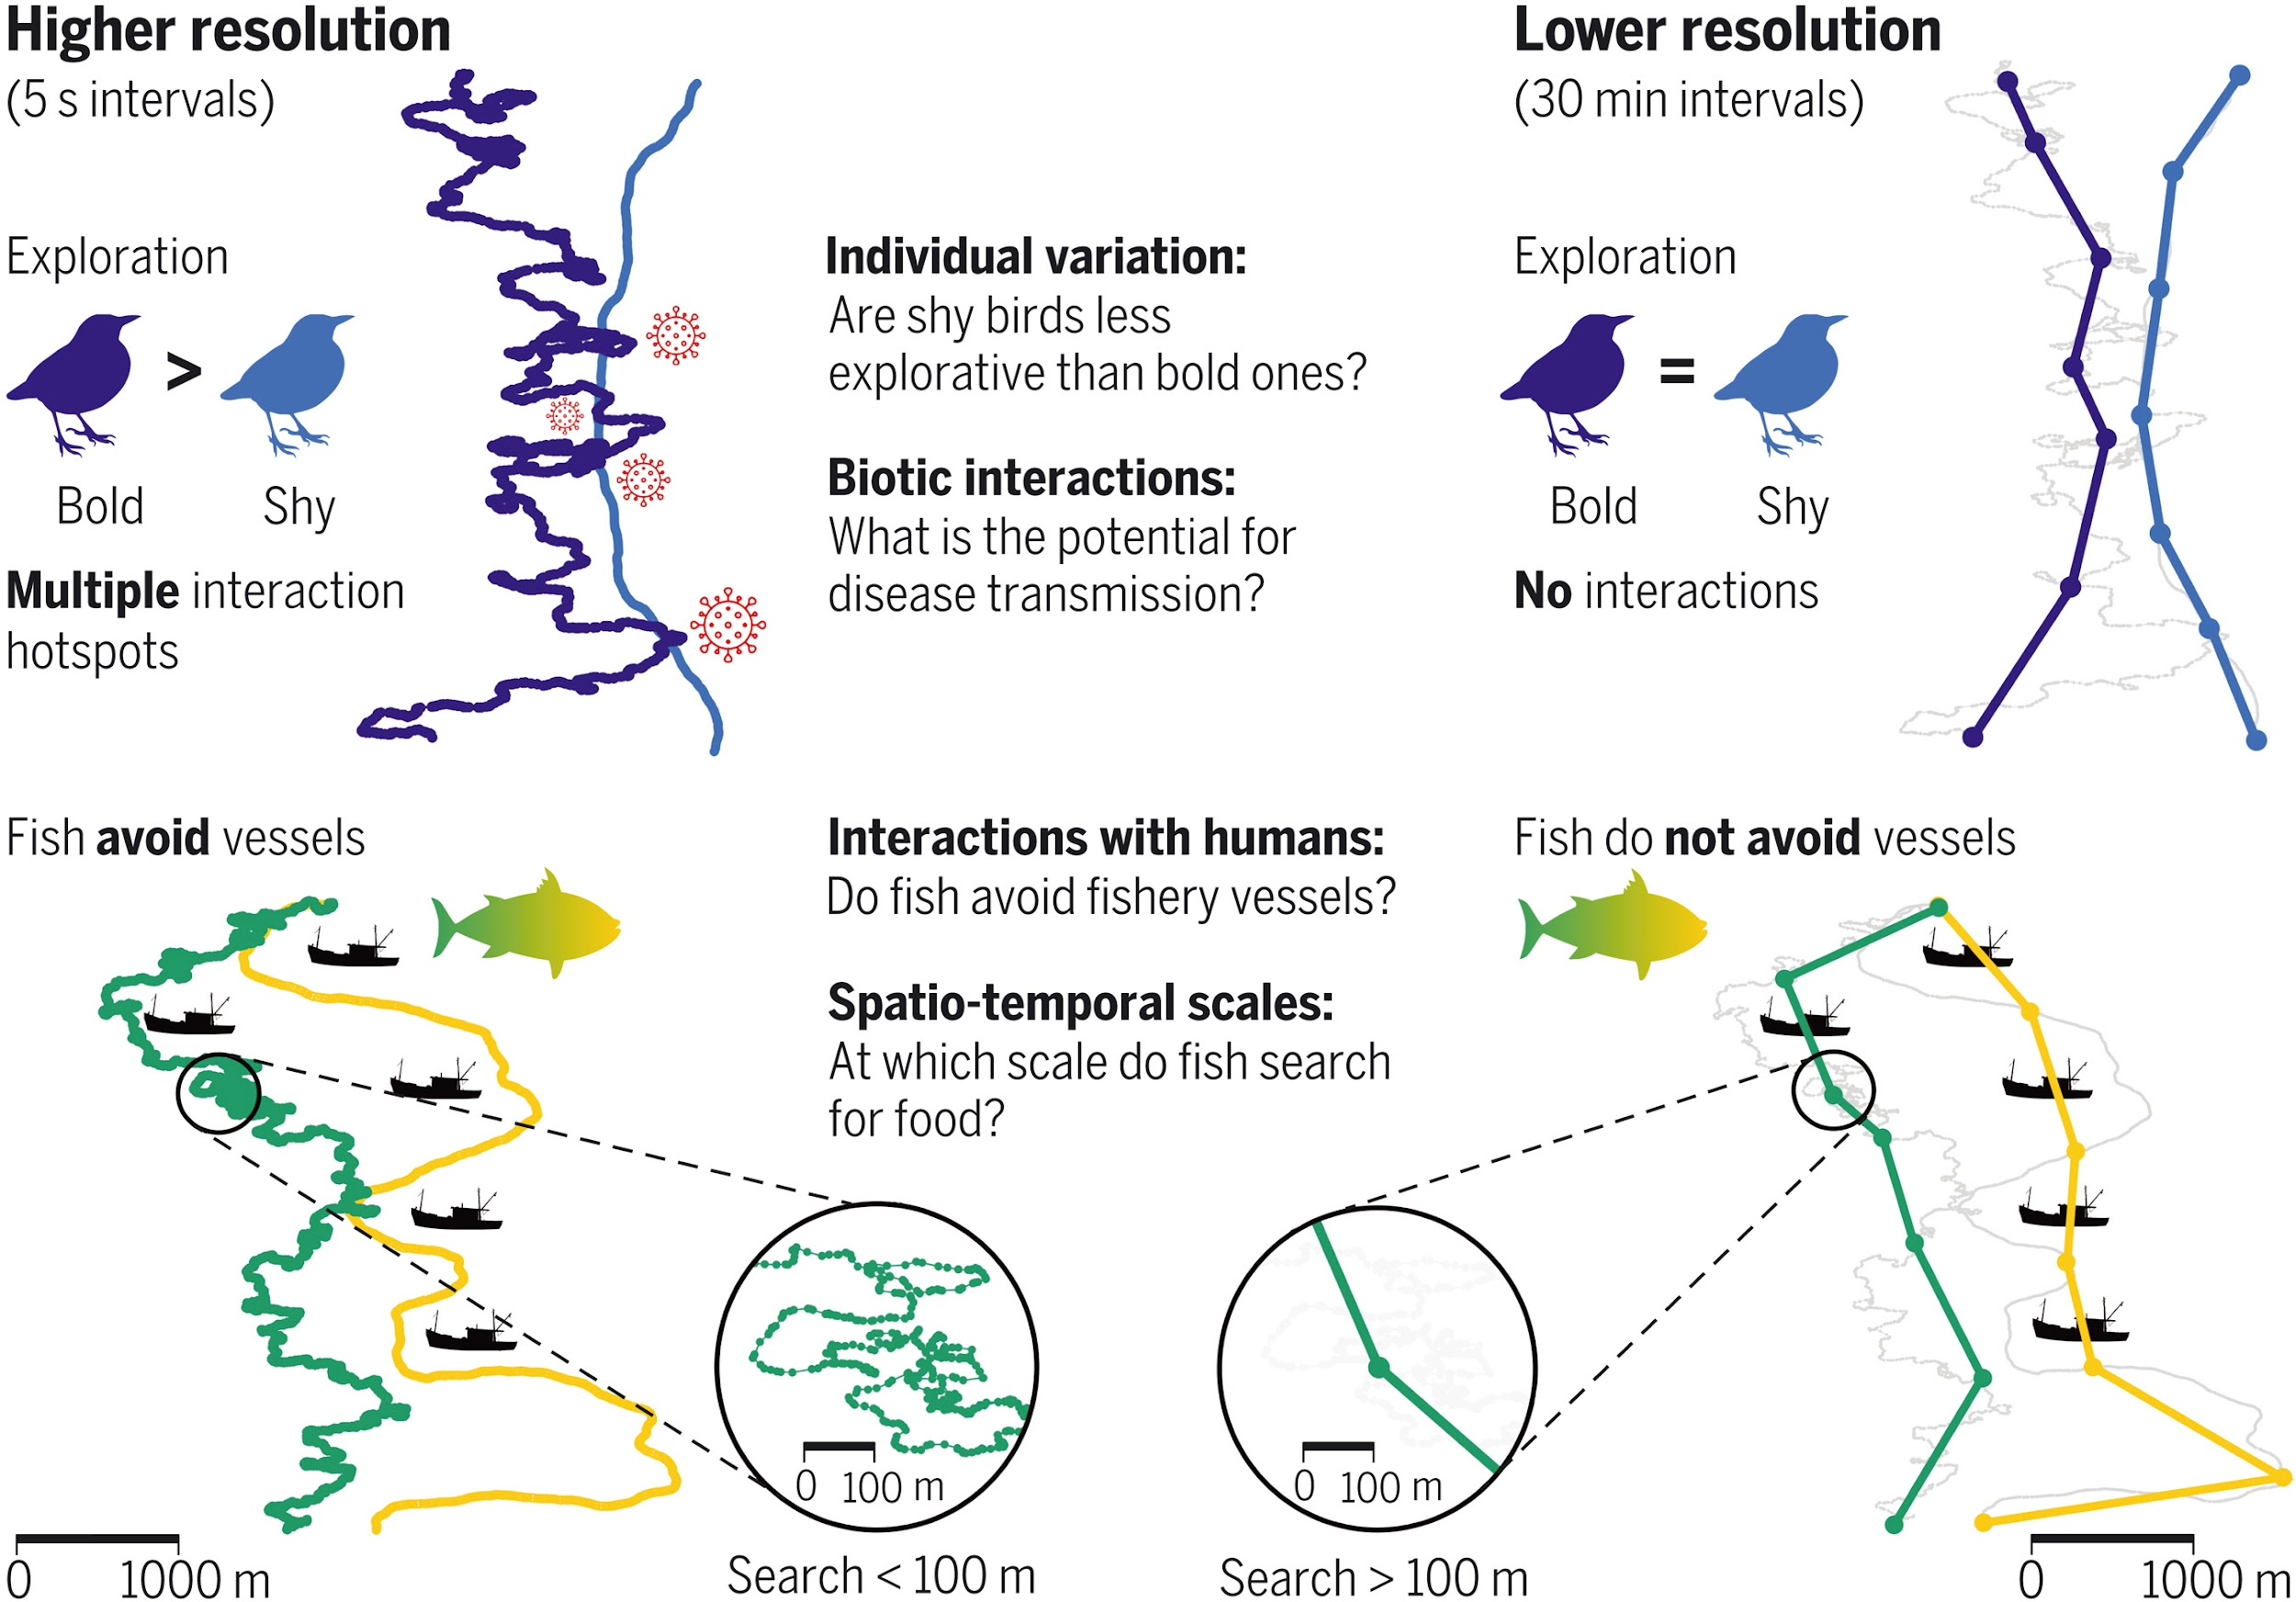 Higher resolution
(5 s intervals)
Exploration
>
Bold
Shy
Multiple interaction
hotspots
Individual variation:
Are shy birds less
explorative than bold ones?
Biotic interactions:
What is the potential for
disease transmission?
Lower resolution
(30 min intervals)
Exploration
=
Bold
Shy
No interactions
Fish avoid vessels
Interactions with humans:
Do fish avoid fishery vessels?
Spatio-temporal scales:
At which scale do fish search
for food?
Fish do not avoid vessels
0 100 m
Search < 100 m
0 100 m
Search > 100 m
0 1000 m
0 1000 m